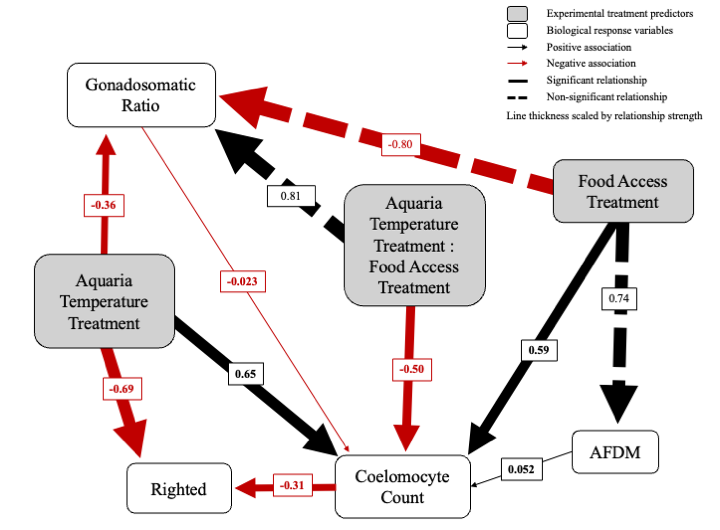 Experimental treatment predictors
Biological response variables
Positive association
Negative association
Significant relationship
Non-significant relationship
Line thickness scaled by relationship strength
Gonadosomatic
Ratio
-0.80
Food Access
Treatment
0.81
Aquaria
Temperature
Treatment :
Food Access
Treatment
-0.36
Aquaria
Temperature
Treatment
-0.023
0.74
0.59
-0.69
0.65
-0.50
AFDM
0.052
Righted
-0.31
Coelomocyte
Count